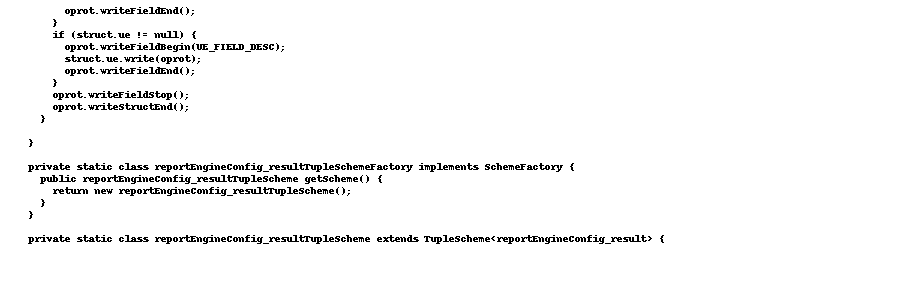 oprot.writeFieldEnd();
}
if (struct.ue != null) {
oprot.writeFieldBegin(UE_FIELD_DESC);
struct.ue.write(oprot);
oprot.writeFieldEnd();
}
oprot.writeFieldStop();
oprot.writeStructEnd();
}
}
private static class reportEngineConfig_resultTupleSchemeFactory implements SchemeFactory {
public reportEngineConfig_resultTupleScheme getScheme() {
return new reportEngineConfig_resultTupleScheme();
}
}
private static class reportEngineConfig_resultTupleScheme extends TupleScheme<reportEngineConfig_result> {